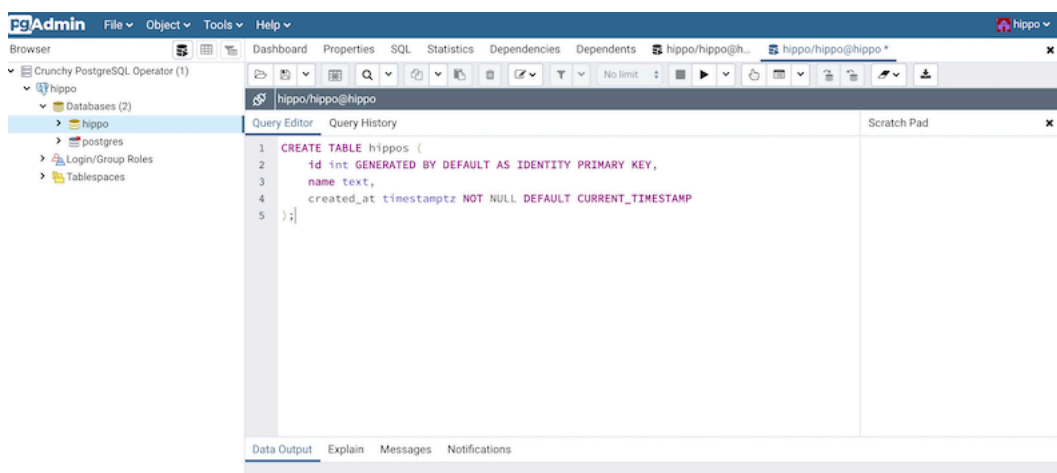 pgAdmin File Object Tools Help hippo
Browser Dashboard Properties SQL Statistics Dependencies Dependents hippo/hippo@h... hippo/hippo@hippo *
Crunchy PostgreSQL Operator (1)
hippo
Databases (2)
hippo
postgres
Login/Group Roles
Tablespaces
No limit
hippo/hippo@hippo
Query Editor Query History Scratch Pad
1 CREATE TABLE hippos (
2 id int GENERATED BY DEFAULT AS IDENTITY PRIMARY KEY,
3 name text,
4 created_at timestamptz NOT NULL DEFAULT CURRENT_TIMESTAMP
5 );
Data Output Explain Messages Notifications